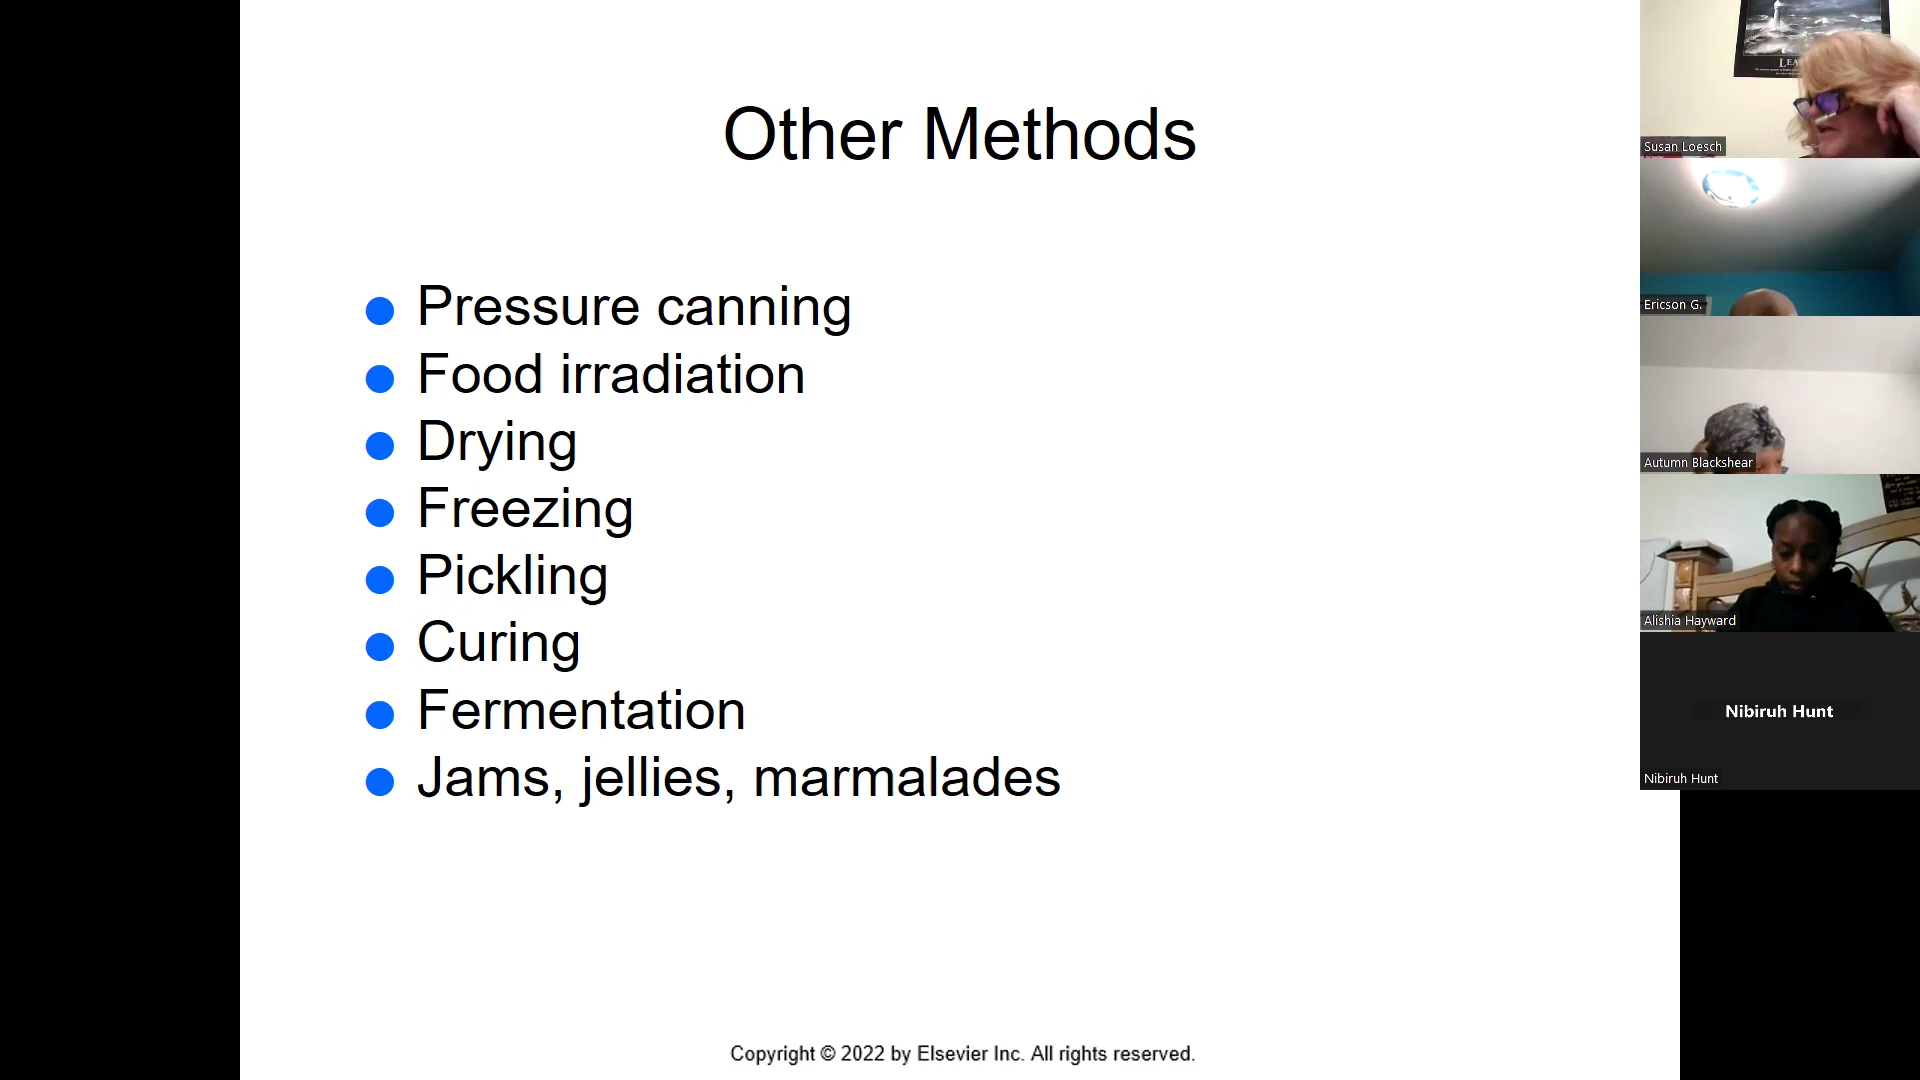 Other Methods
Pressure canning
Food irradiation
Drying
Freezing
Pickling
Curing
Fermentation
Jams, jellies, marmalades
Copyright © 2022 by Elsevier Inc. All rights reserved.
Susan Loesch
Ericson G.
Autumn Blackshear
Alishia Hayward
Nibiruh Hunt
Nibiruh Hunt